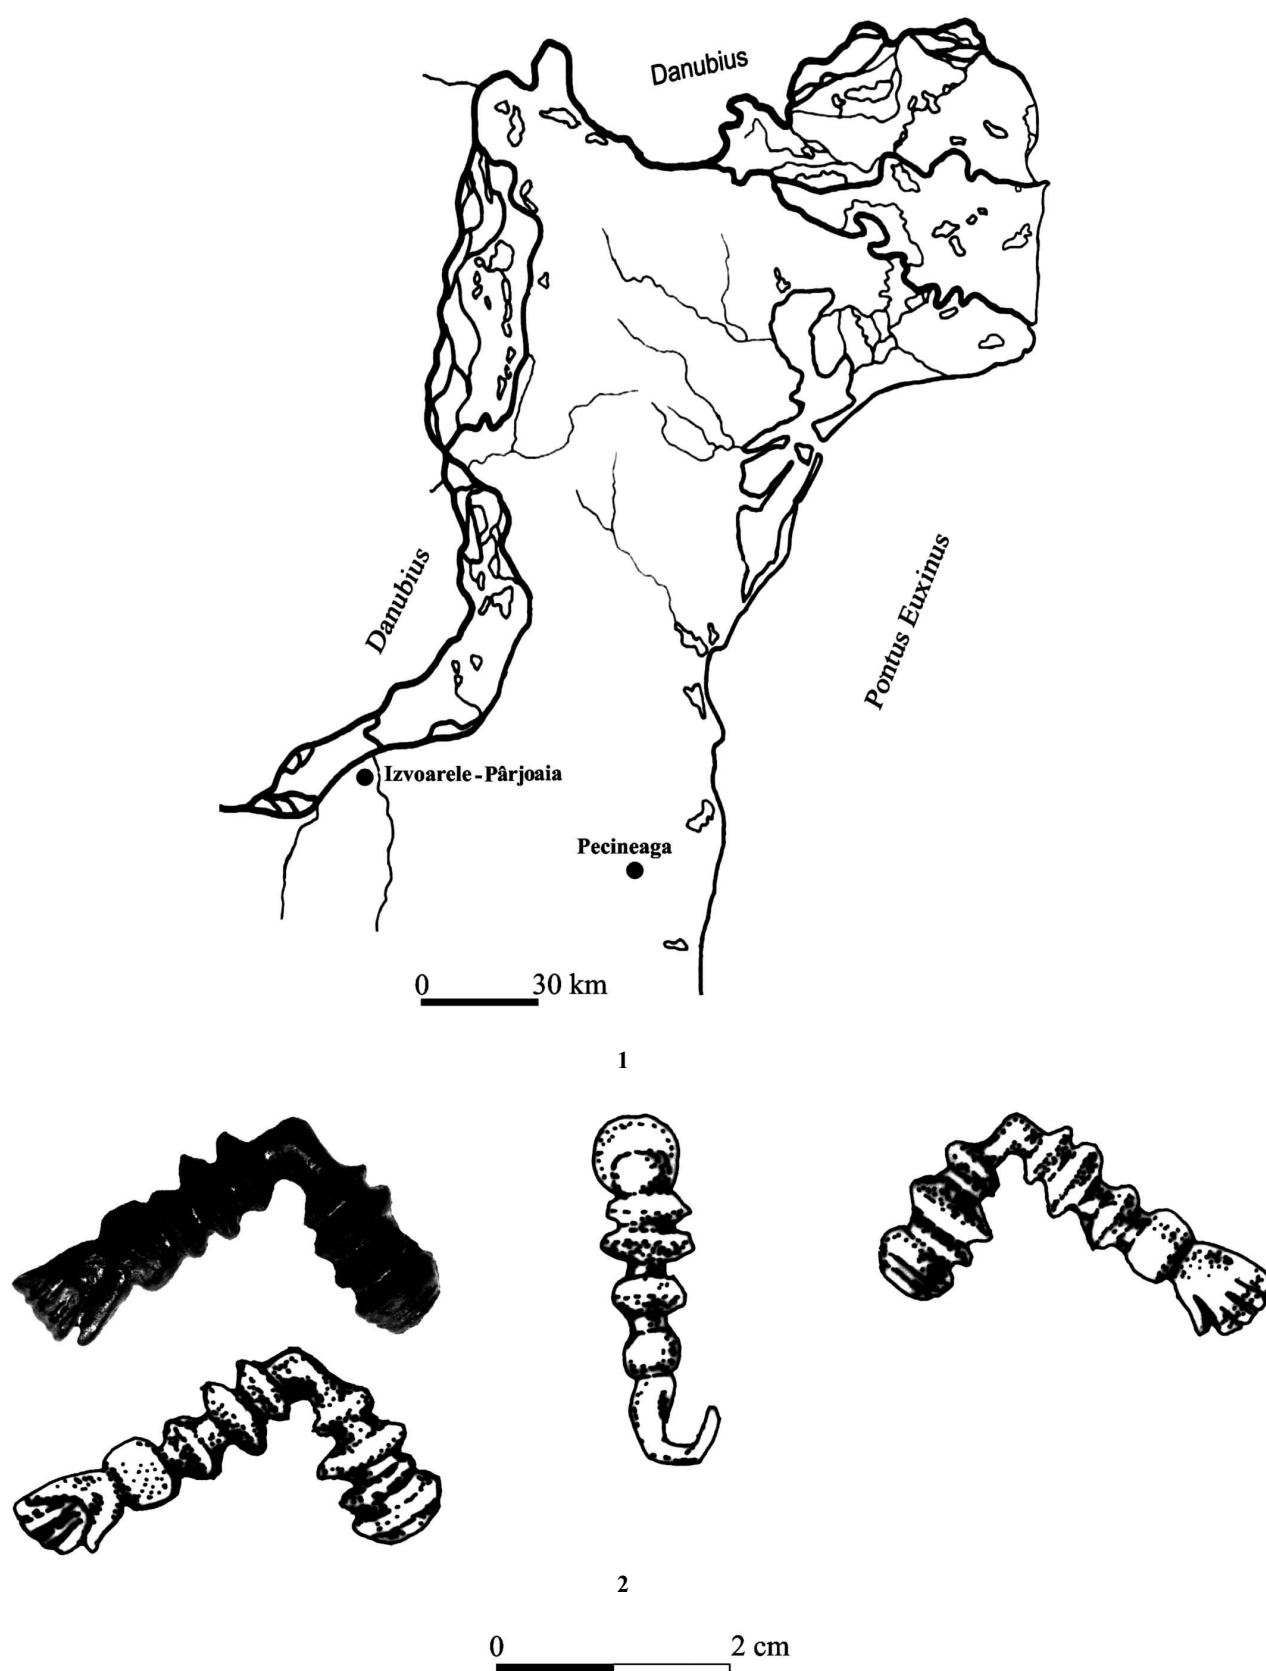 Danubius
Danubius
Pontus Euxinus
Izvoarele-Pârjoaia
Pecineaga
0 30 km
1
2
0 2 cm